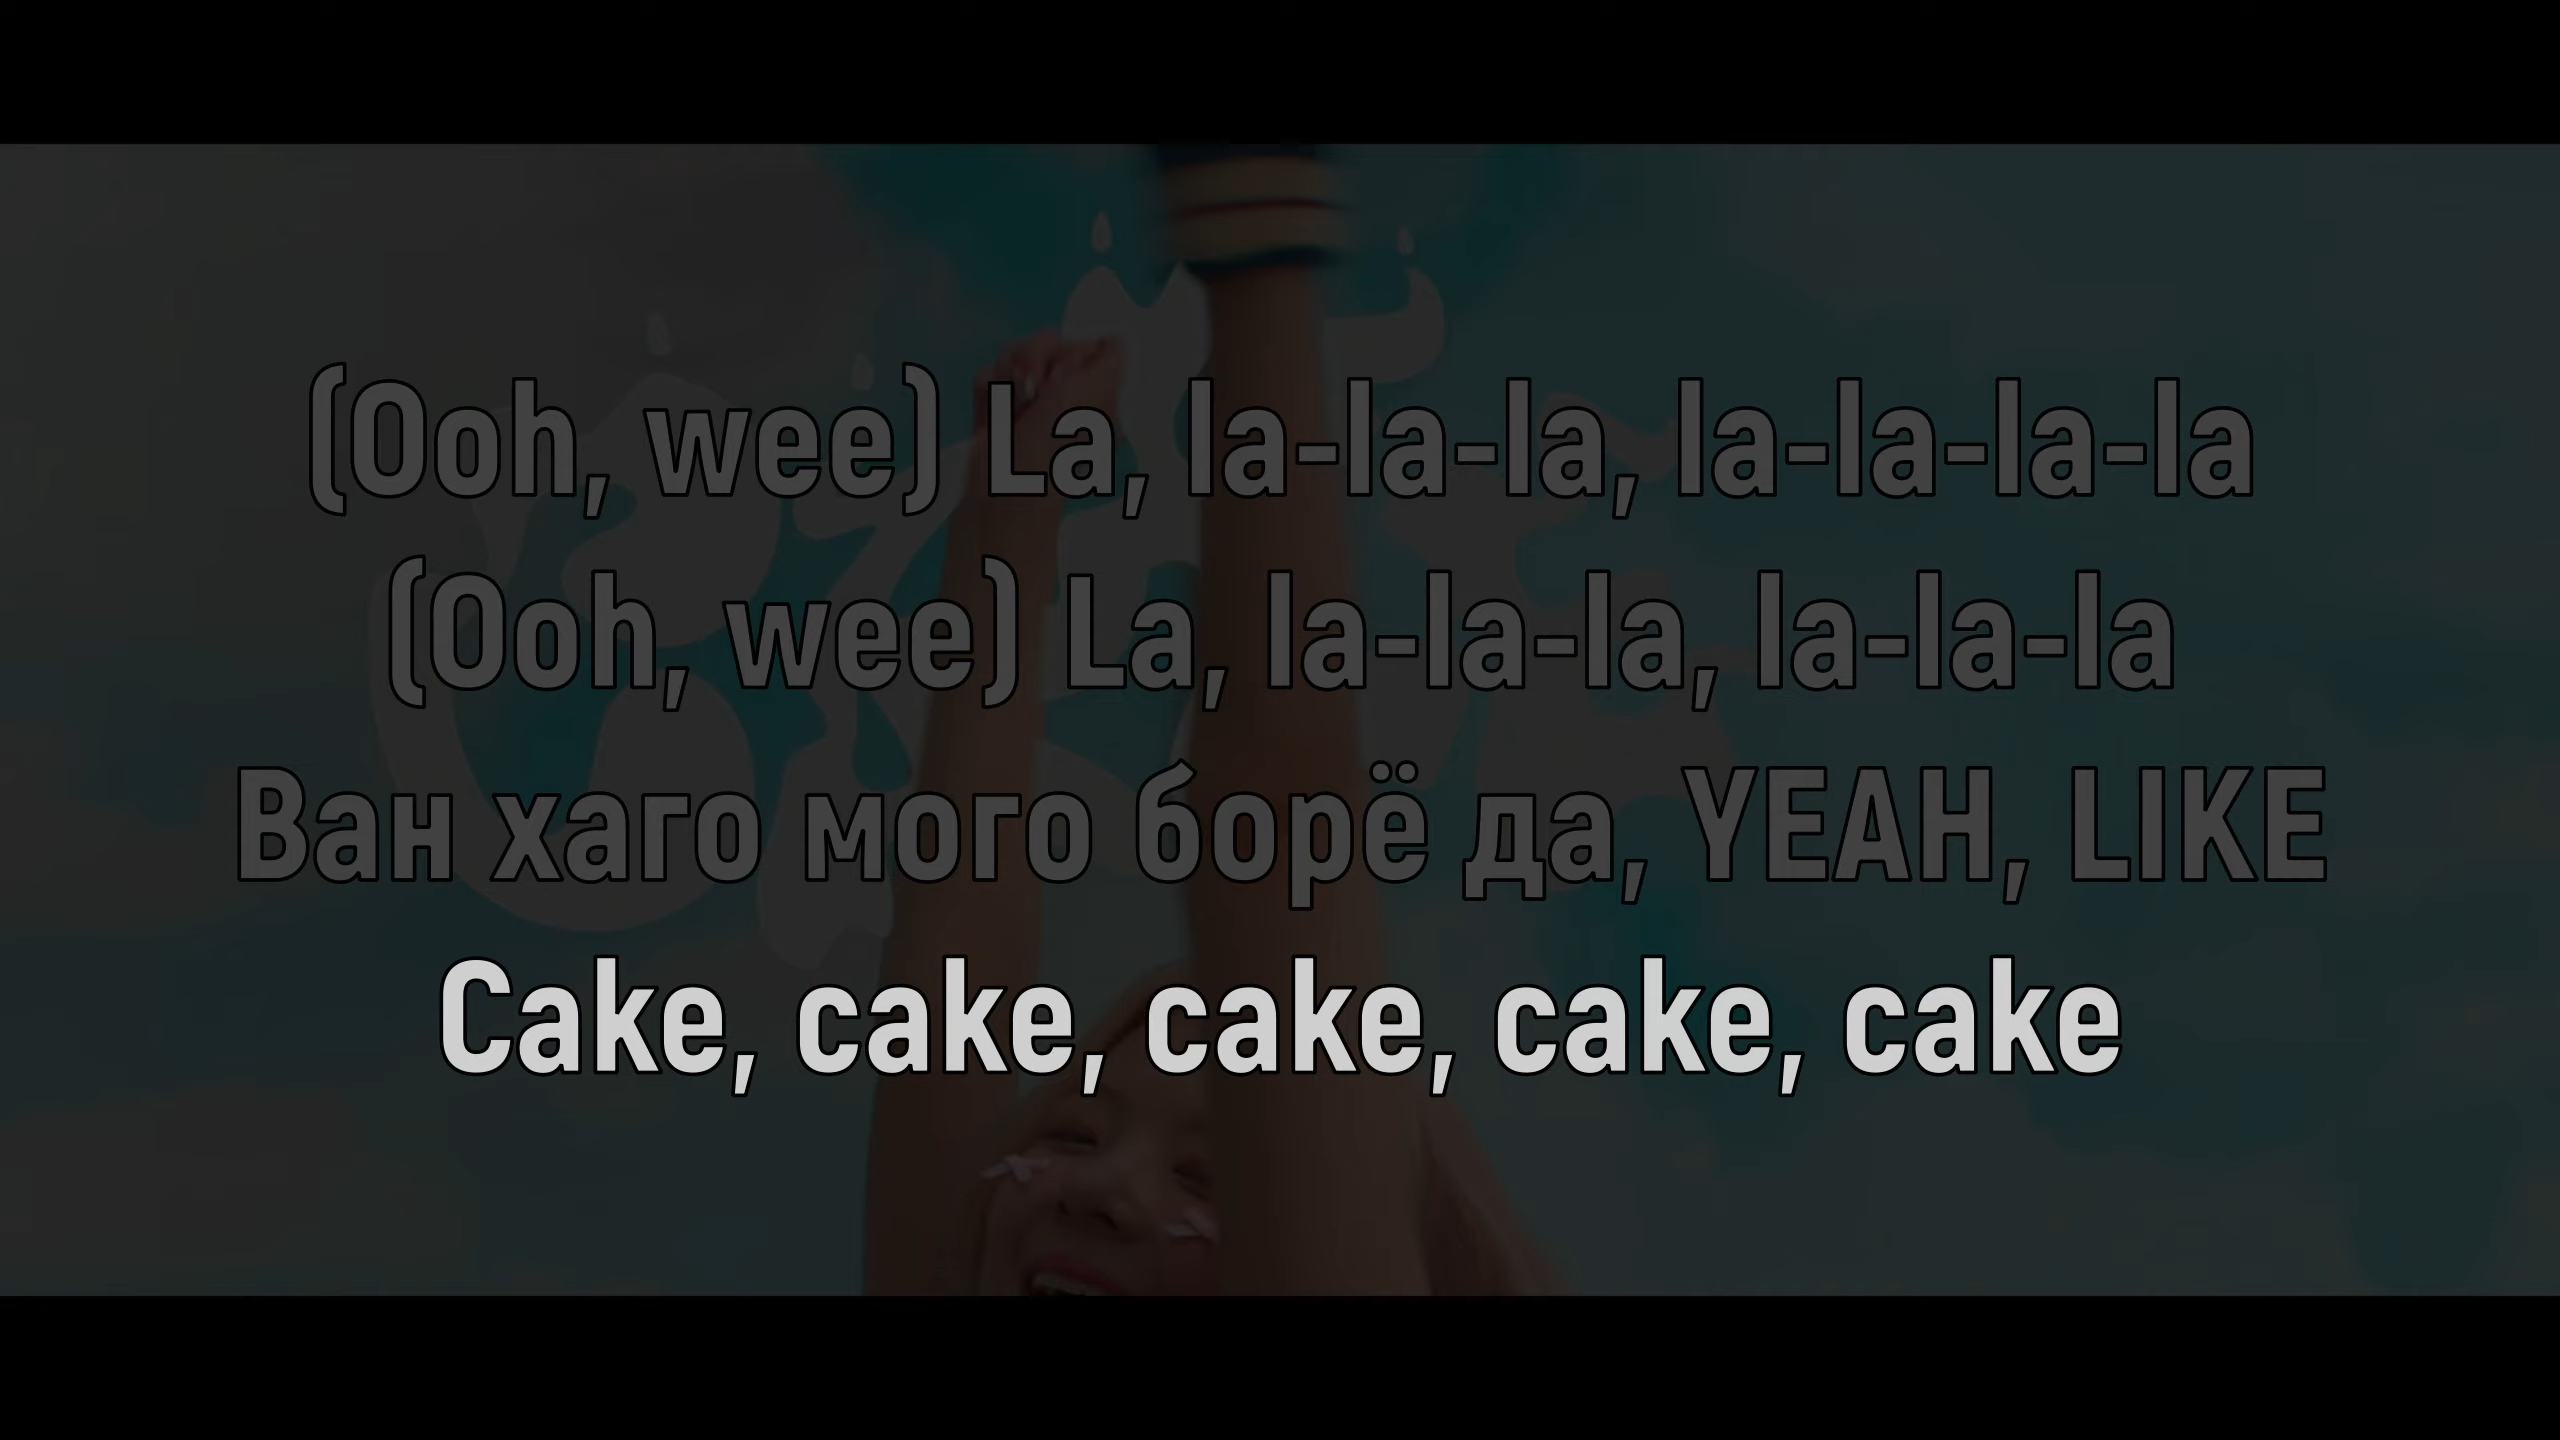 (Ooh, wee) La, la-la-la, la-la-la-la
(Ooh, wee) La, la-la-la, la-la-la
Ван хаго мого борё да, YEAH, LIKE
Cake, cake, cake, cake, cake